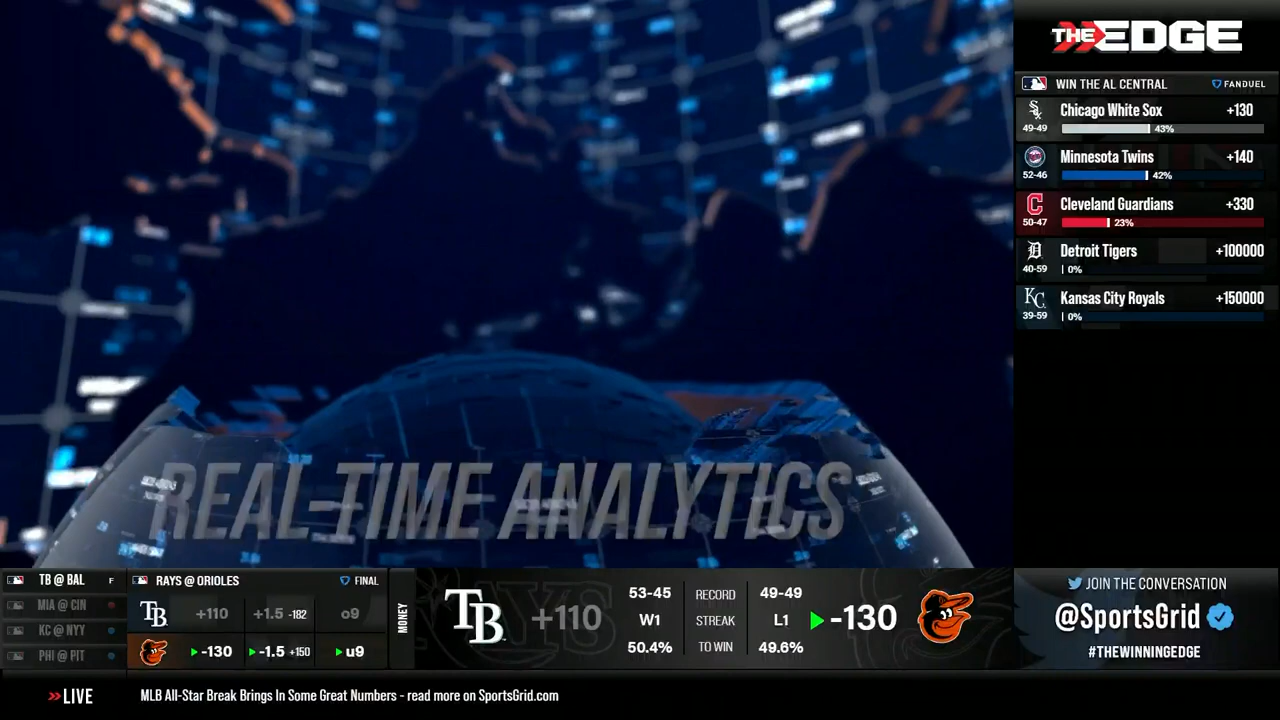 THE EDGE
WIN THE AL CENTRAL
FANDUEL
Chicago White Sox +130
49-49 43%
Minnesota Twins +140
52-46 42%
Cleveland Guardians +330
50-47 23%
Detroit Tigers +100000
40-59 0%
Kansas City Royals +150000
39-59 0%
REAL-TIME ANALYTICS
TB @ BAL F
MIA @ CIN
KC @ NYY
PHI @ PIT
RAYS @ ORIOLES FINAL
TB +110 +1.5 -182 o9
-130 -1.5 +150 u9
MONEY
TB +110
53-45 RECORD 49-49
W1 STREAK L1
50.4% TO WIN 49.6%
-130
JOIN THE CONVERSATION
@SportsGrid
#THEWINNINGEDGE
LIVE
MLB All-Star Break Brings In Some Great Numbers - read more on SportsGrid.com